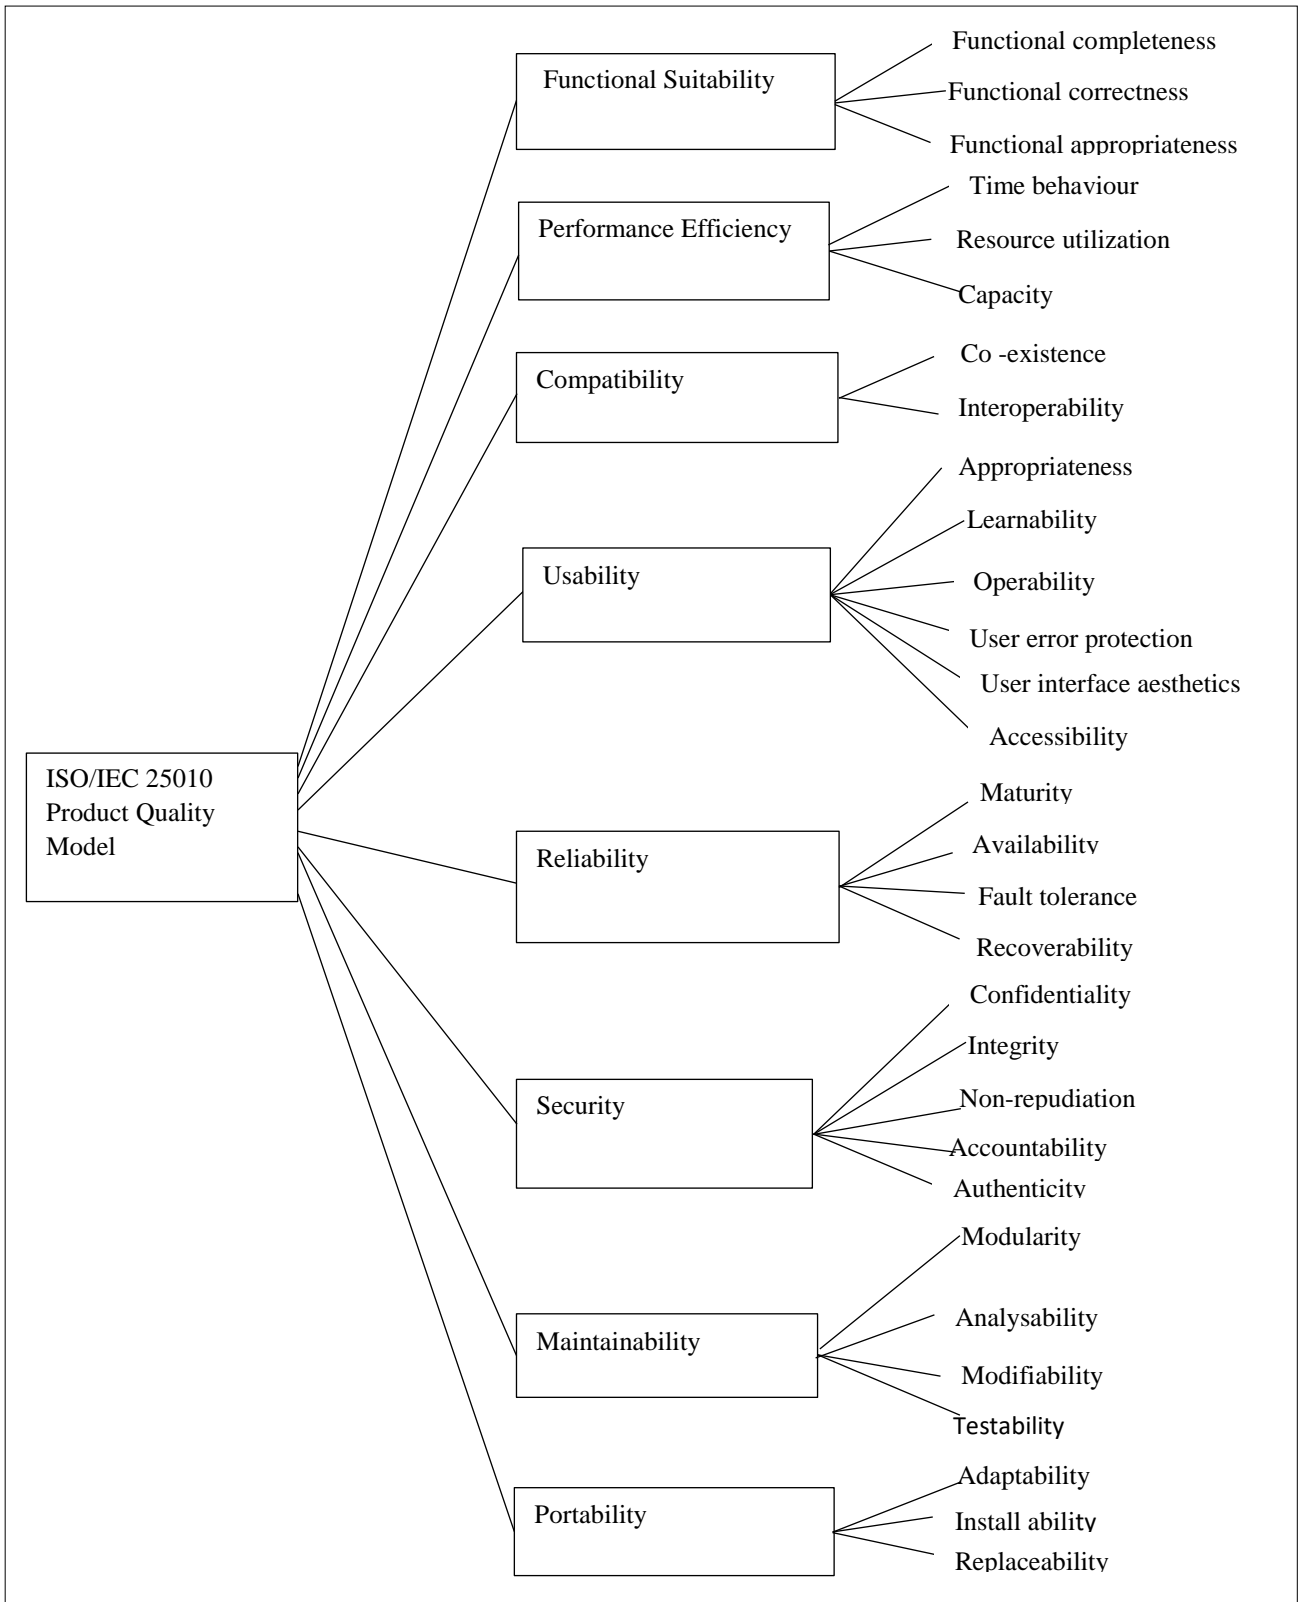 Functional completeness
Functional Suitability
Functional correctness
Functional appropriateness
Time behaviour
Performance Efficiency
Resource utilization
Capacity
Co -existence
Compatibility
Interoperability
Appropriateness
Learnability
Usability
Operability
User error protection
User interface aesthetics
Accessibility
ISO/IEC 25010
Product Quality
Model
Maturity
Availability
Reliability
Fault tolerance
Recoverability
Confidentiality
Integrity
Security
Non-repudiation
Accountability
Authenticity
Modularity
Analysability
Maintainability
Modifiability
Testability
Adaptability
Portability
Install ability
Replaceability